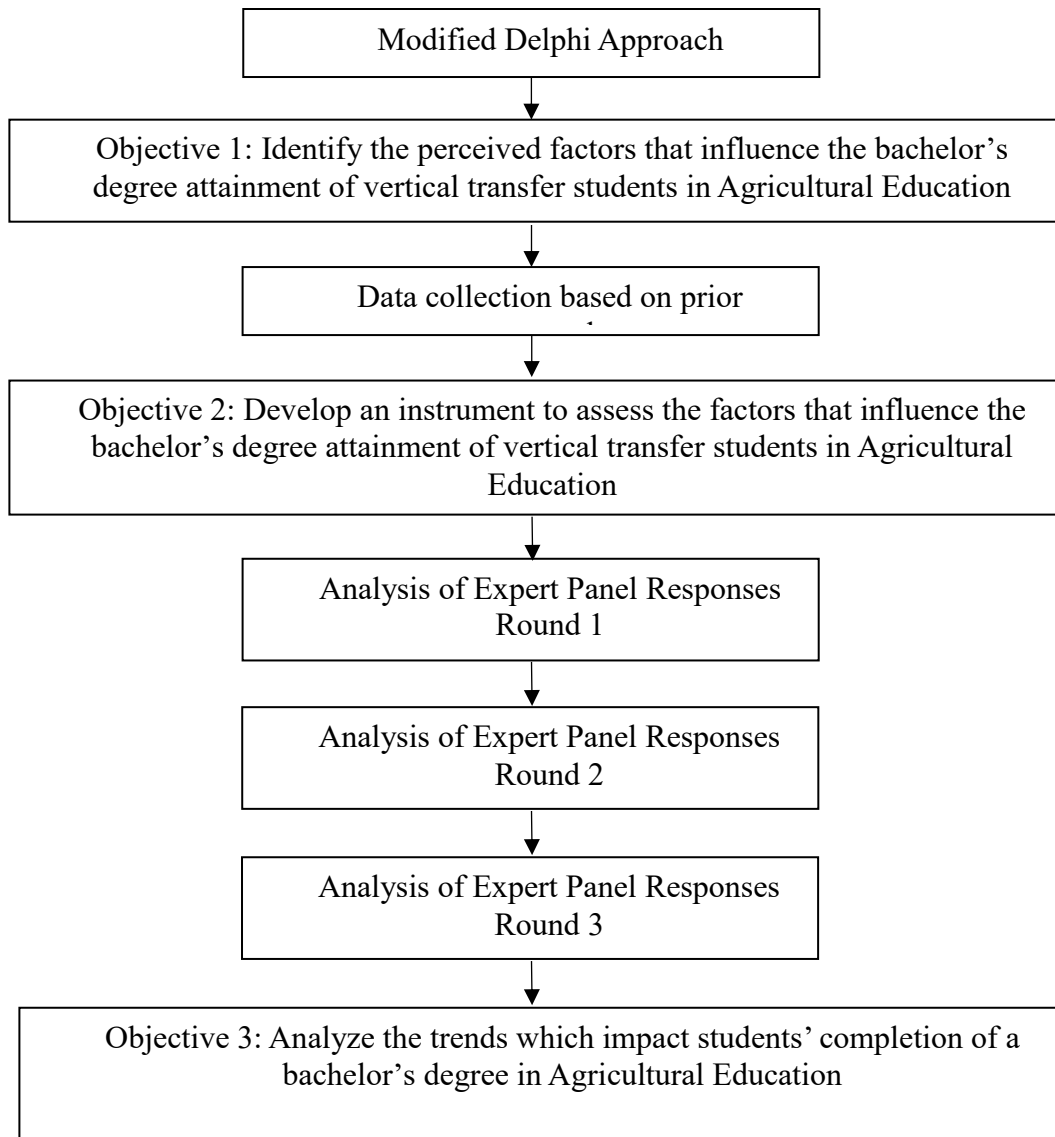 Modified Delphi Approach
Objective 1: Identify the perceived factors that influence the
bachelor’s
degree attainment of vertical transfer students in Agricultural Education
Data collection based on prior
Objective 2: Develop an instrument to assess the factors that influence the
bachelor’s degree attainment of vertical transfer students in Agricultural
Education
Analysis of Expert Panel Responses
Round 1
Analysis of Expert Panel Responses
Round 2
Analysis of Expert Panel Responses
Round 3
Objective 3: Analyze the trends which impact students’ completion of a
bachelor’s degree in Agricultural Education